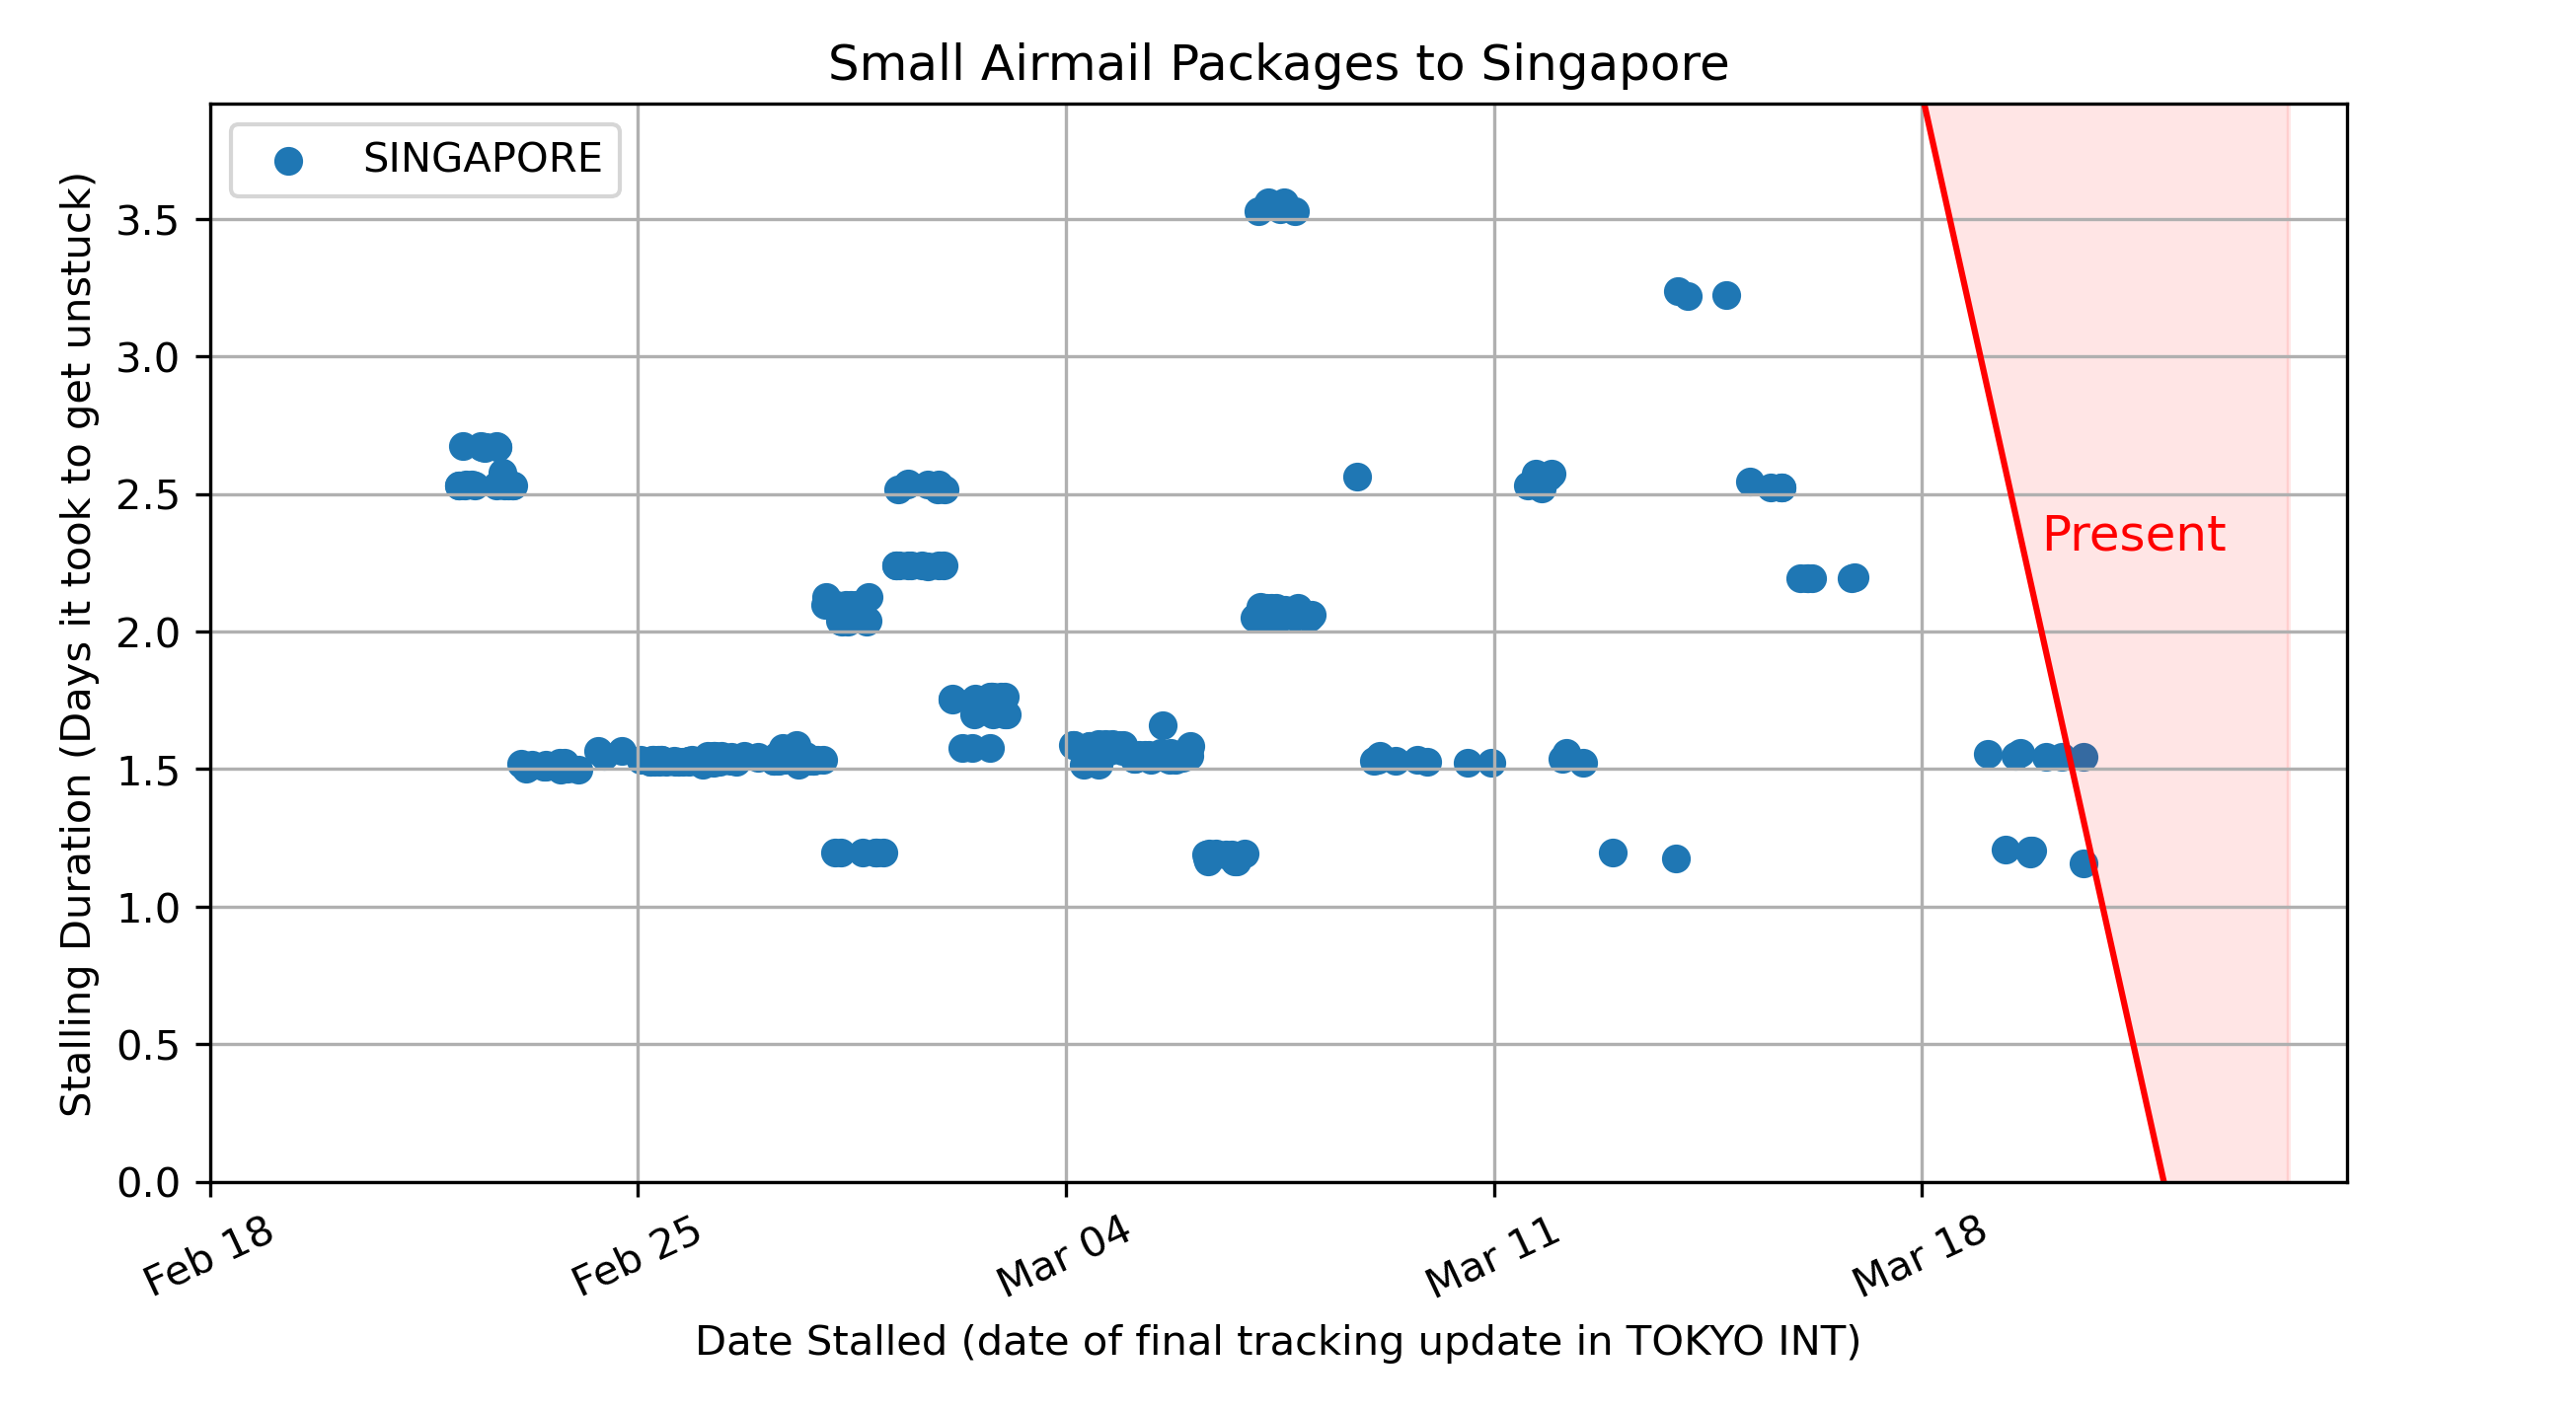 Small Airmail Packages to Singapore
SINGAPORE
Stalling Duration (Days it took to get unstuck)
3.5
3.0
2.5
2.0
1.5
1.0
0.5
0.0
Present
Feb 18
Feb 25
Mar 04
Mar 11
Mar 18
Date Stalled (date of final tracking update in TOKYO INT)